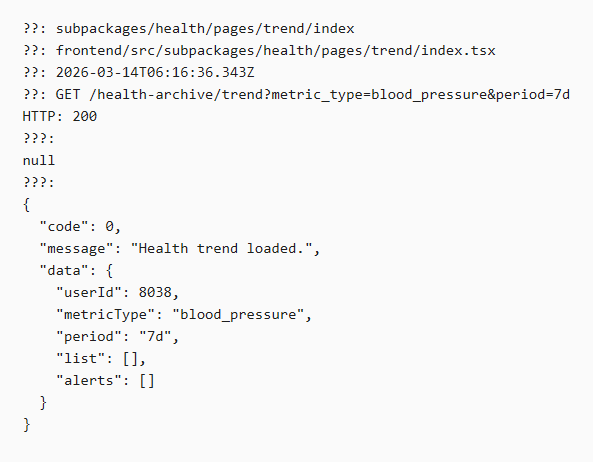 ??: subpackages/health/pages/trend/index
??: frontend/src/subpackages/health/pages/trend/index.tsx
??: 2026-03-14T06:16:36.343Z
??: GET /health-archive/trend?metric_type=blood_pressure&period=7d
HTTP: 200
???:
null
???:
{
  "code": 0,
  "message": "Health trend loaded.",
  "data": {
    "userId": 8038,
    "metricType": "blood_pressure",
    "period": "7d",
    "list": [],
    "alerts": []
  }
}